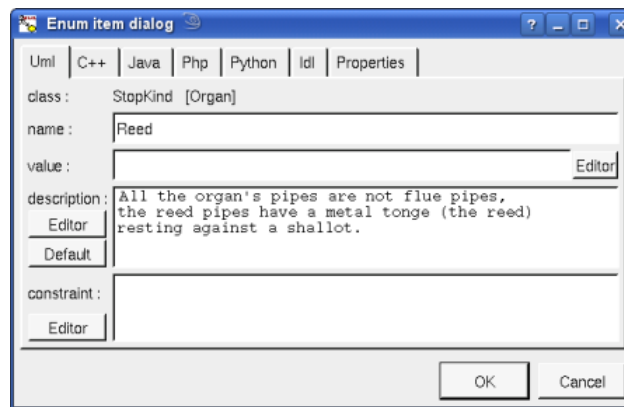 Enum item dialog
Uml C++ Java Php Python Idl Properties
class : StopKind [Organ]
name : Reed
value : Editor
description : All the organ's pipes are not flue pipes,
the reed pipes have a metal tonge (the reed)
Editor resting against a shallot.
Default
constraint :
Editor
OK Cancel